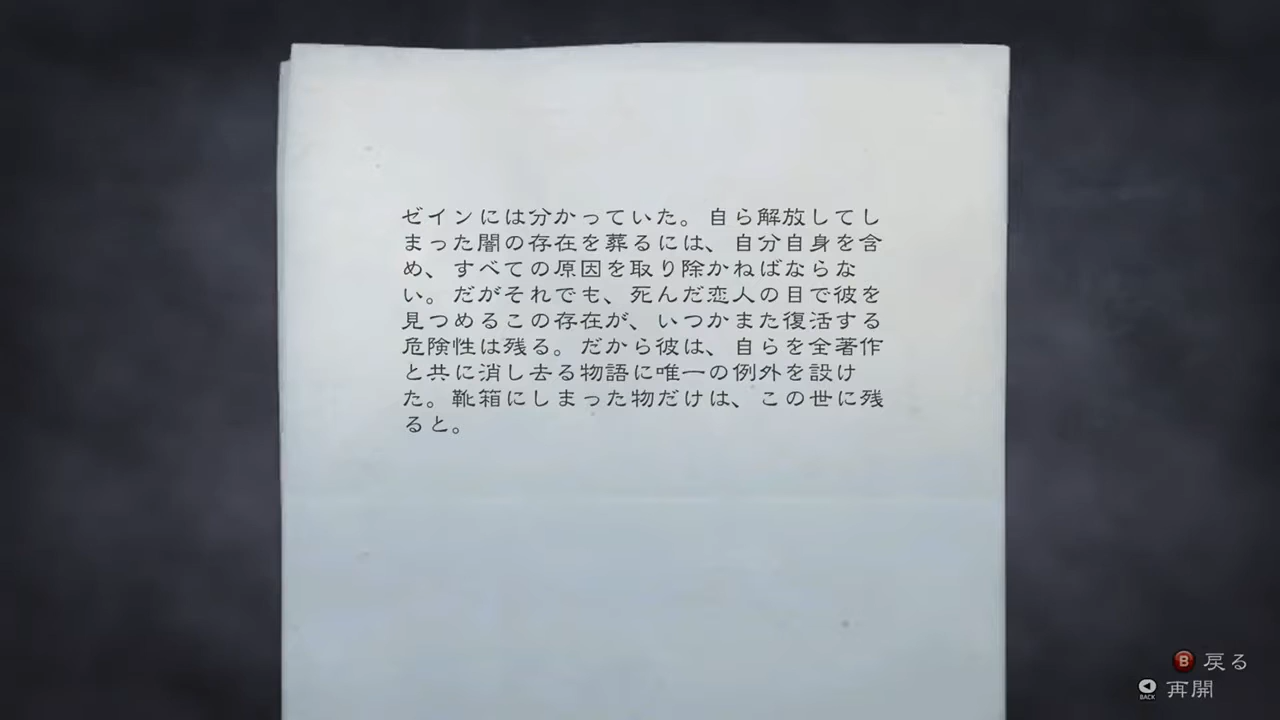 ゼインには分かっていた。自ら解放してし
まった闇の存在を葬るには、自分自身を含
め、すべての原因を取り除かねばならな
い。だがそれでも、死んだ恋人の目で彼を
見つめるこの存在が、いつかまた復活する
危険性は残る。だから彼は、自らを全著作
と共に消し去る物語に唯一の例外を設け
た。靴箱にしまった物だけは、この世に残
ると。
B 戻る
BACK 再開